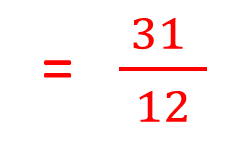 = 31/12